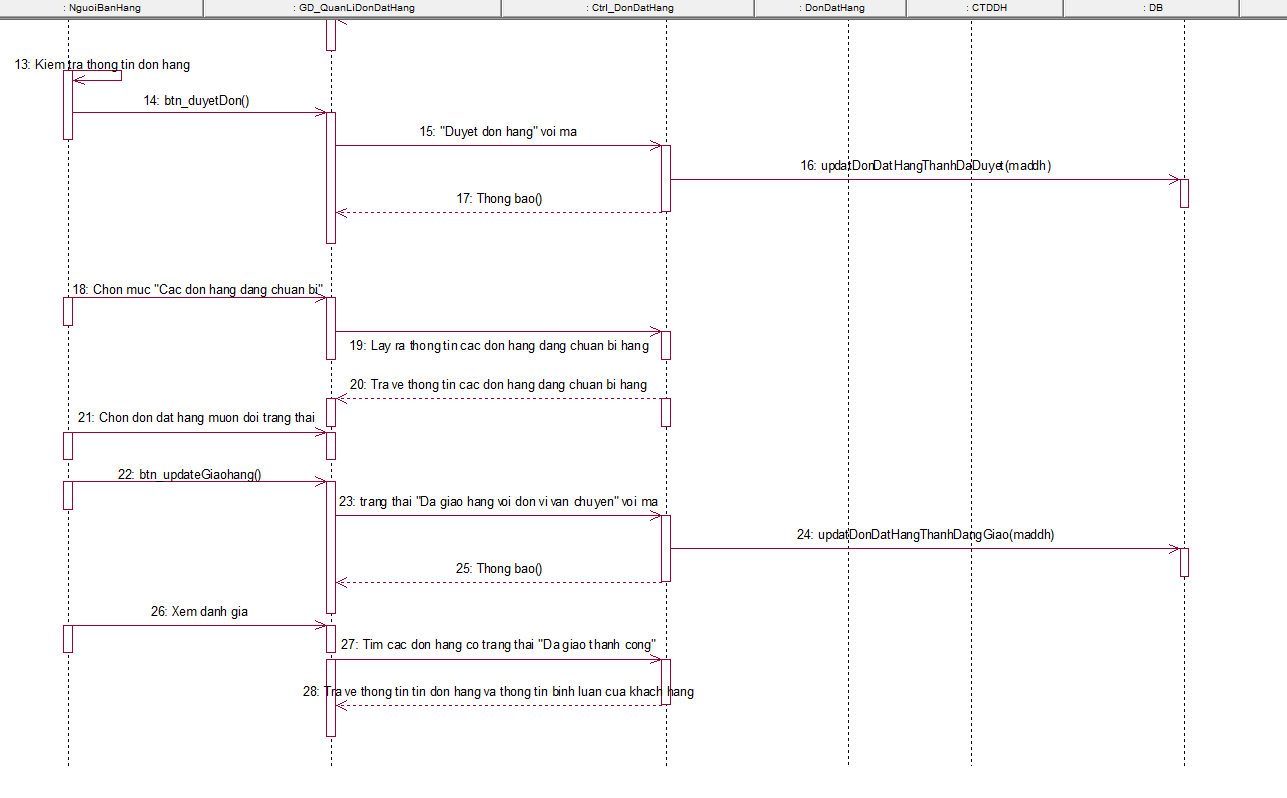 : NguoiBanHang
: GD_QuanLiDonDatHang
: Ctrl_DonDatHang
: DonDatHang
: CTDDH
: DB
13: Kiem tra thong tin don hang
14: btn_duyetDon()
15: "Duyet don hang" voi ma
16: updatDonDatHangThanhDaDuyet(maddh)
17: Thong bao()
18: Chon muc "Cac don hang dang chuan bi"
19: Lay ra thong tin cac don hang dang chuan bi hang
20: Tra ve thong tin cac don hang dang chuan bi hang
21: Chon don dat hang muon doi trang thai
22: btn_updateGiaohang()
23: trang thai "Da giao hang voi don vi van chuyen" voi ma
24: updatDonDatHangThanhDangGiao(maddh)
25: Thong bao()
26: Xem danh gia
27: Tim cac don hang co trang thai "Da giao thanh cong"
28: Tra ve thong tin tin don hang va thong tin binh luan cua khach hang